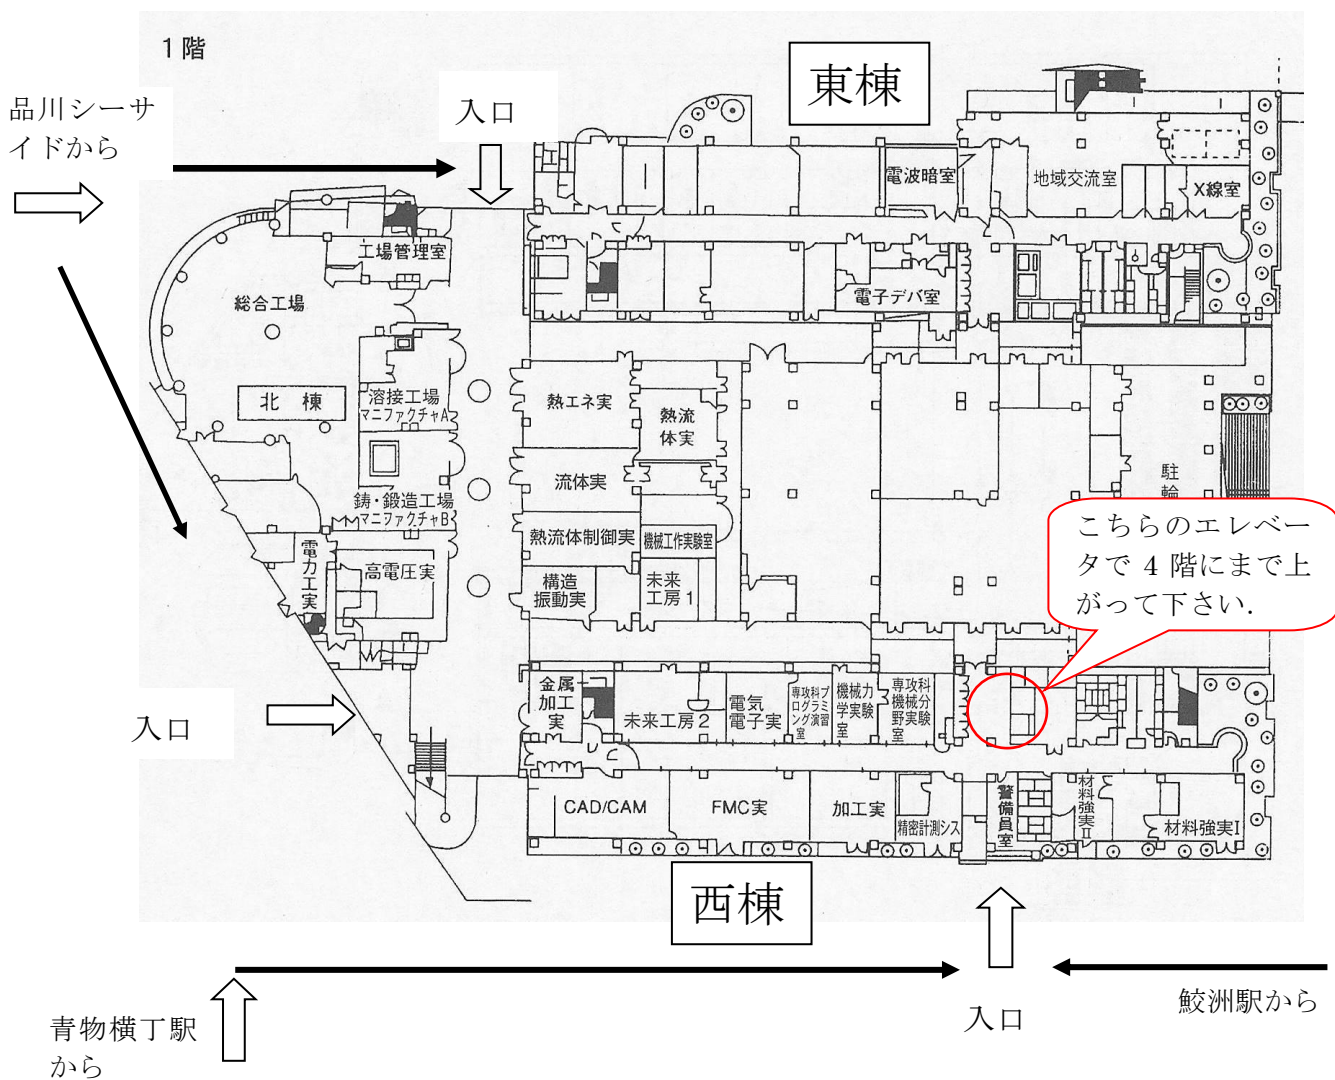 1階
東棟
品川シーサ
イドから
入口
電波暗室
地域交流室
X線室
工場管理室
総合工場
電子デバ室
北棟
溶接工場
マニファクチャA
熱エネ実
熱流
体実
流体実
鋳・鍛造工場
マニファクチャB
熱流体制御実
機械工作実験室
電力工実
高電圧実
構造
振動実
未来
工房1
駐輪
こちらのエレベー
タで 4 階にまで上
がって下さい.
入口
金属
加工
実
未来工房2
電気
電子実
専攻科プ
ログラミ
ング演習
室
機械力
学実験
室
専攻科
機械分
野実験
室
CAD/CAM
FMC実
加工実
精密計測シス
警備員室
材料強実II
材料強実I
西棟
青物横丁駅
から
入口
鮫洲駅から